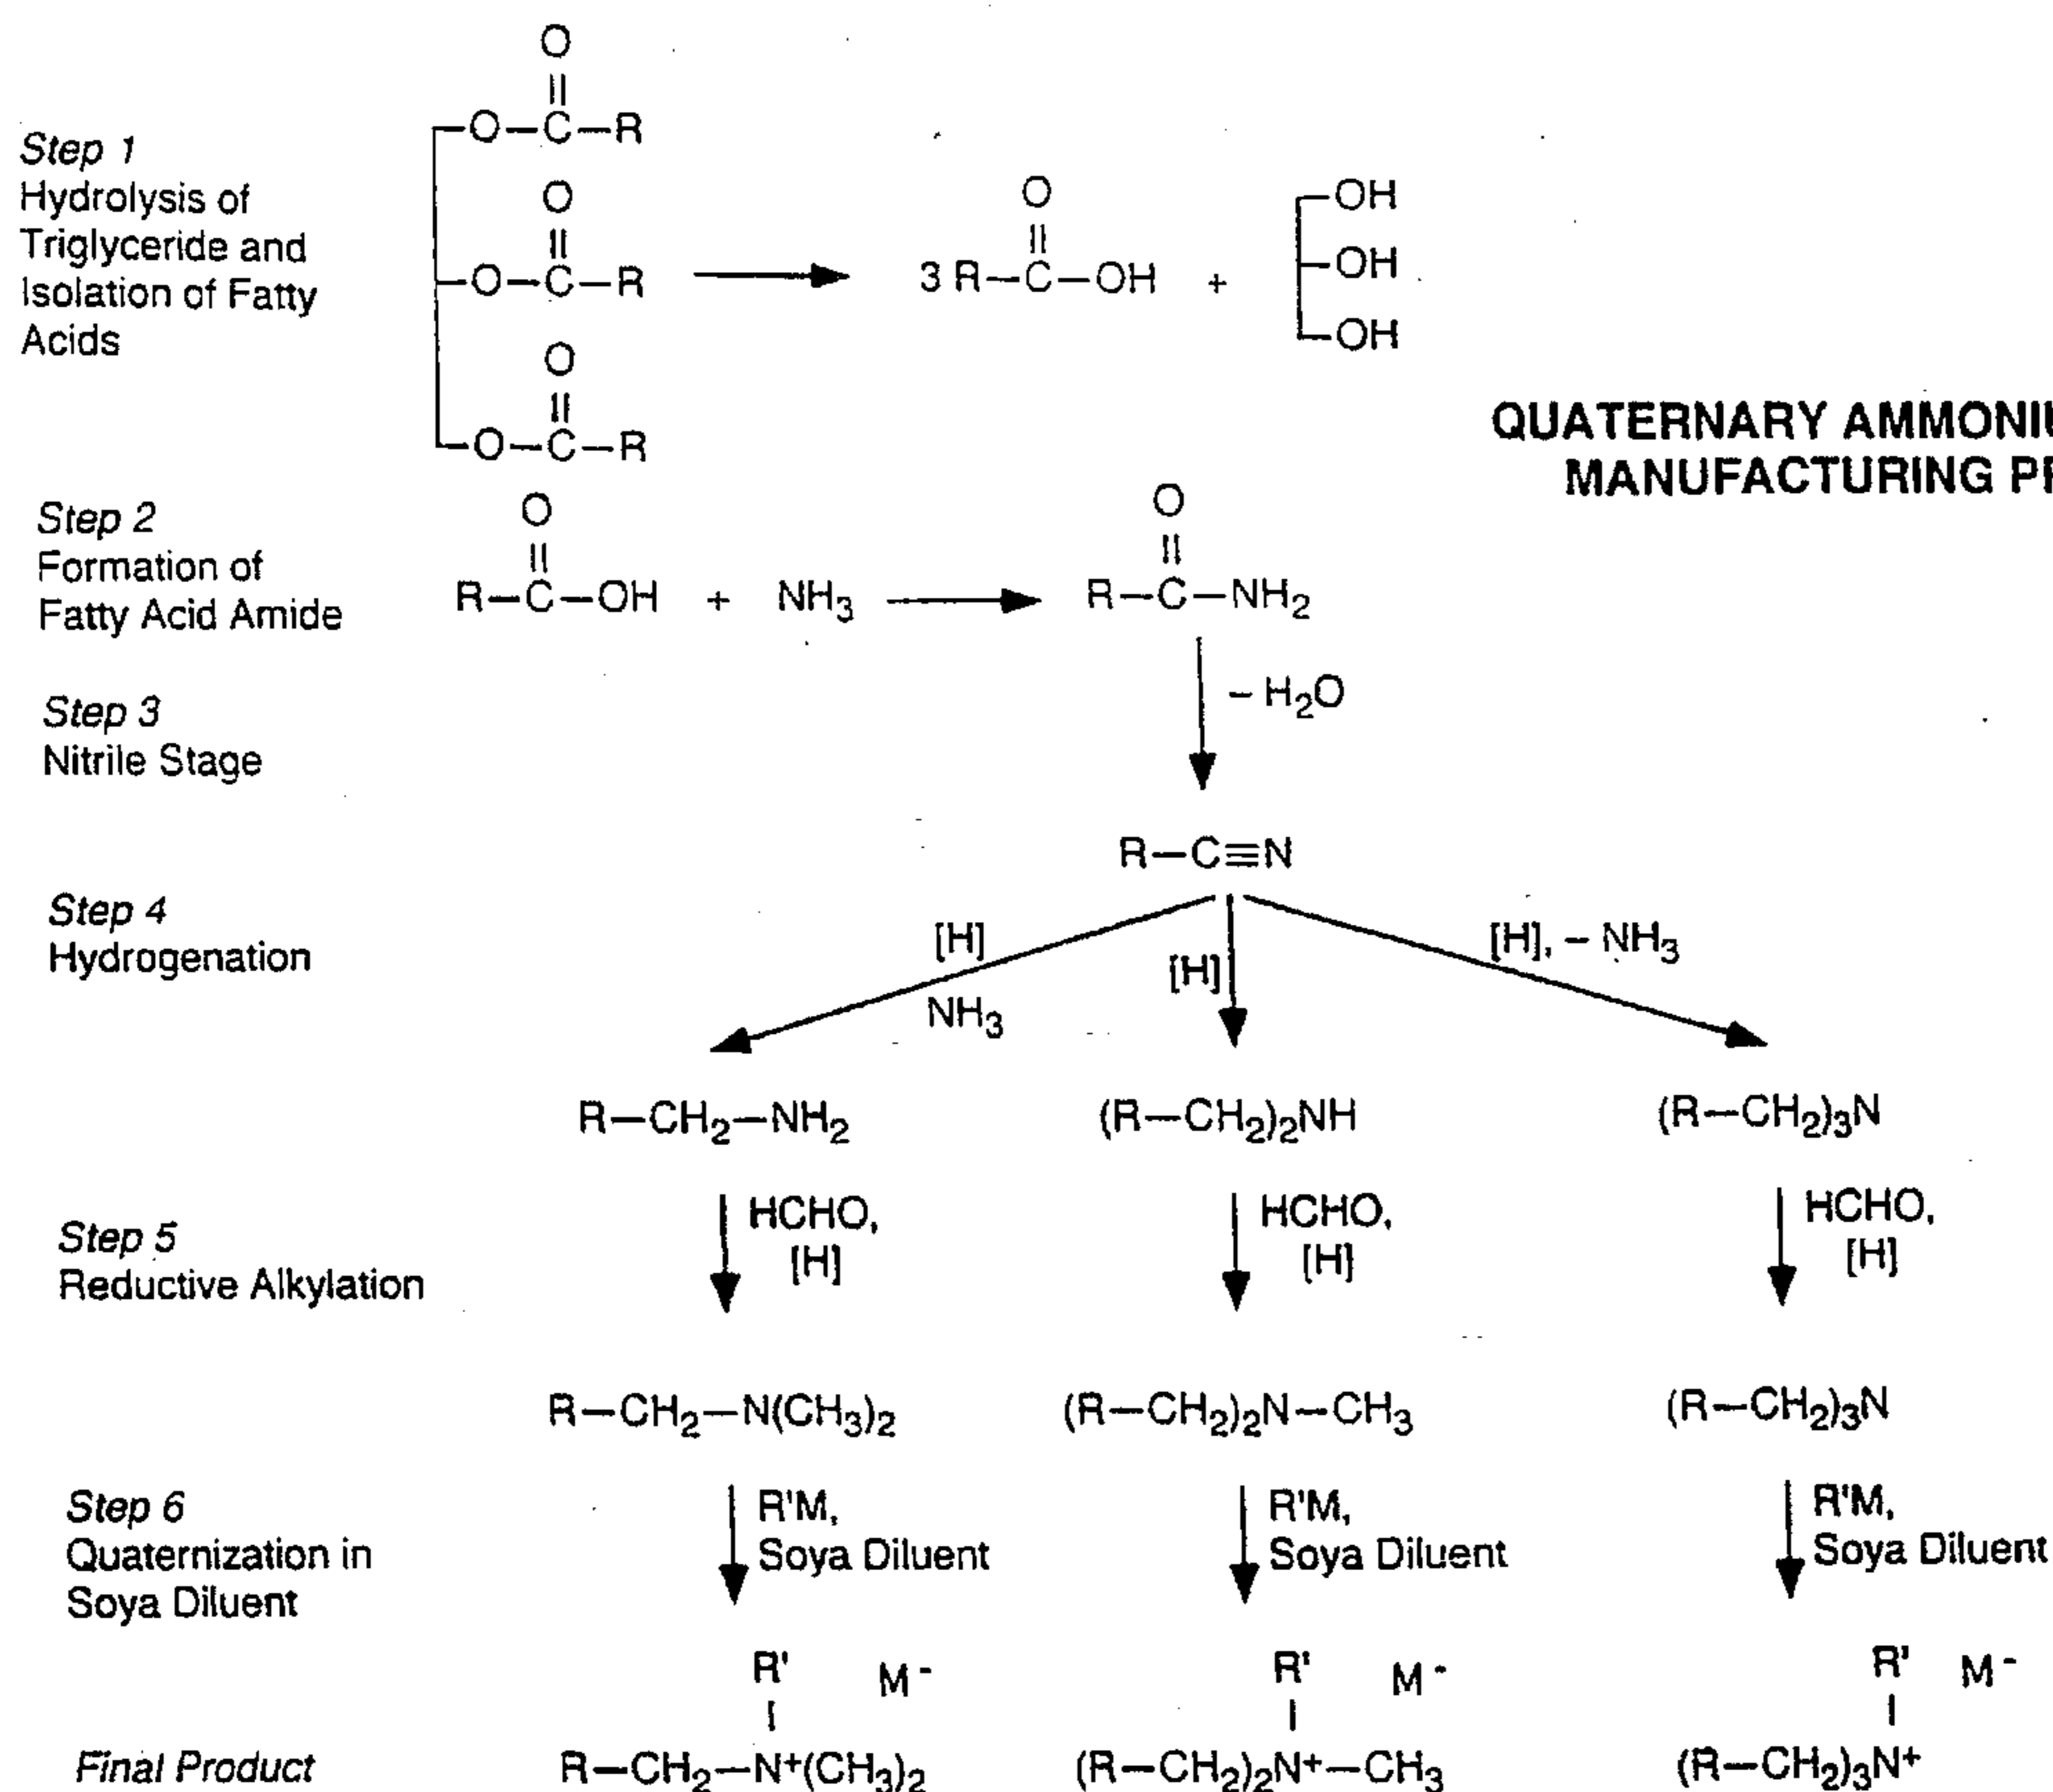 Step 1
Hydrolysis of
Triglyceride and
Isolation of Fatty
Acids
O
||
O–C–R
O
||
O–C–R
O
||
O–C–R
O
||
3 R–C–OH +
OH
OH
OH
QUATERNARY AMMONIU
MANUFACTURING PR
Step 2
Formation of
Fatty Acid Amide
O
||
R–C–OH + NH₃
O
||
R–C–NH₂
– H₂O
Step 3
Nitrile Stage
R–C≡N
Step 4
Hydrogenation
[H]
NH₃
[H]
[H], – NH₃
R–CH₂–NH₂
(R–CH₂)₂NH
(R–CH₂)₃N
Step 5
Reductive Alkylation
HCHO,
[H]
HCHO,
[H]
HCHO,
[H]
R–CH₂–N(CH₃)₂
(R–CH₂)₂N–CH₃
(R–CH₂)₃N
Step 6
Quaternization in
Soya Diluent
R'M,
Soya Diluent
R'M,
Soya Diluent
R'M,
Soya Diluent
Final Product
R' M⁻
|
R–CH₂–N⁺(CH₃)₂
R' M⁻
|
(R–CH₂)₂N⁺–CH₃
R' M⁻
|
(R–CH₂)₃N⁺